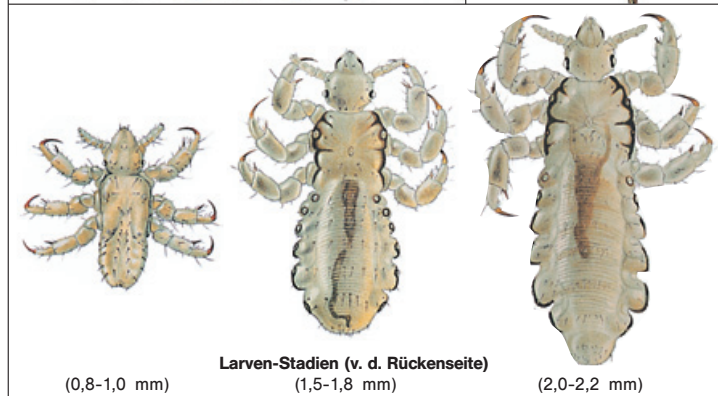 Larven-Stadien (v. d. Rückenseite)
(0,8-1,0 mm) (1,5-1,8 mm) (2,0-2,2 mm)